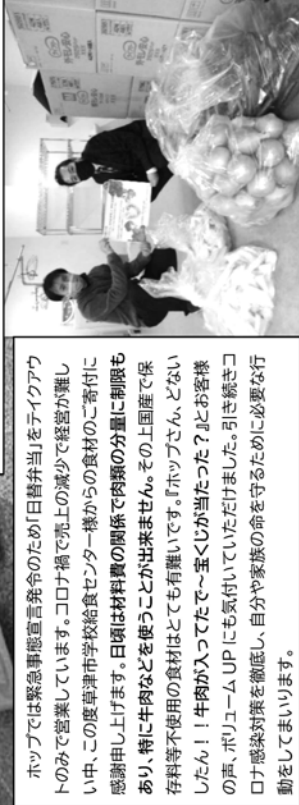 ホップでは緊急事態宣言発令のため「日替弁当」をテイクアウ
トのみで営業しています。コロナ禍で売上の減少で経営が難し
い中、この度草津市学校給食センター様からの食材のご寄付に
感謝申し上げます。日頃は材料費の関係で肉類の分量に制限も
あり、特に牛肉などを使うことが出来ません。その上国産で保
存料等不使用の食材はとても有難いです。『ホップさん、どない
したん！！牛肉が入ってたで～宝くじが当たった？』とお客様
の声、ボリューム UP にも気付いていただけました。引き続きコ
ロナ感染対策を徹底し、自分や家族の命を守るために必要な行
動をしてまいります。